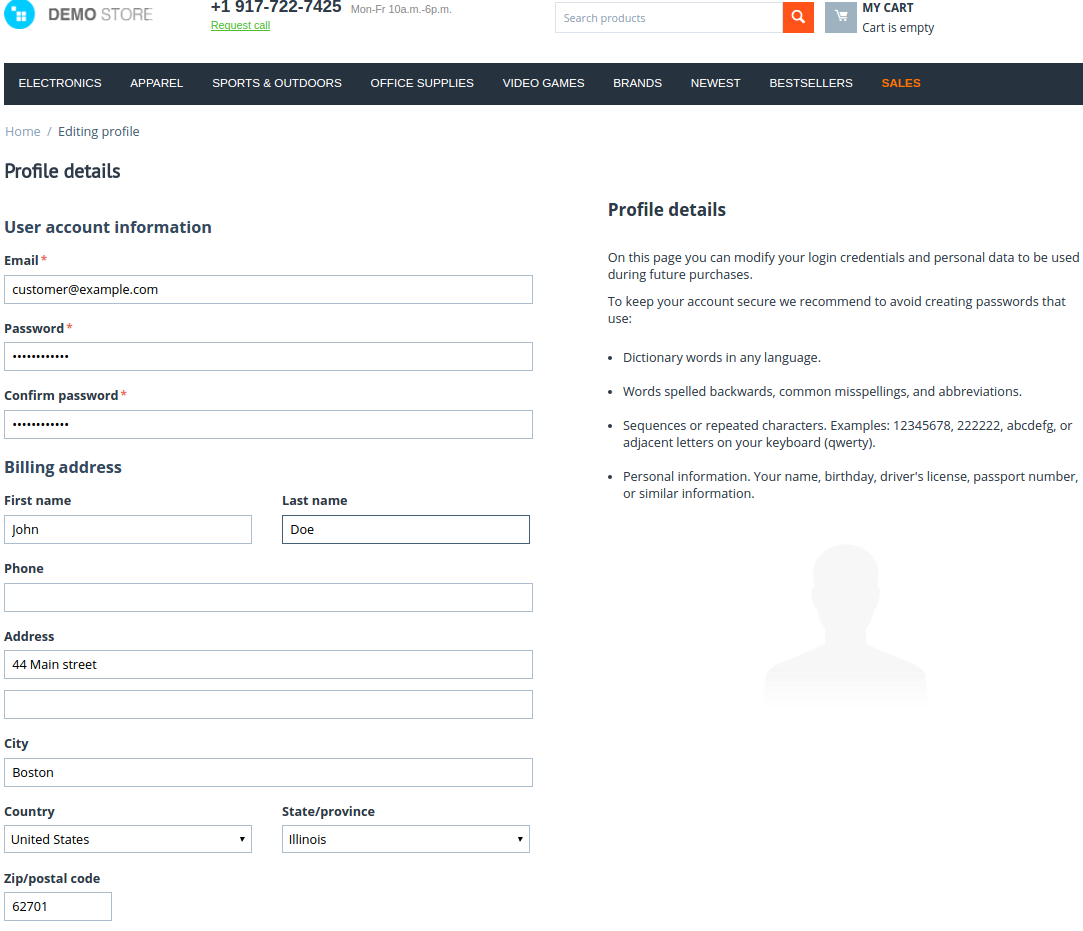 DEMO STORE
+1 917-722-7425 Mon-Fr 10a.m.-6p.m.
Request call
Search products
MY CART
Cart is empty
ELECTRONICS APPAREL SPORTS & OUTDOORS OFFICE SUPPLIES VIDEO GAMES BRANDS NEWEST BESTSELLERS SALES
Home / Editing profile
Profile details
User account information
Email *
customer@example.com
Password *
••••••••••••
Confirm password *
••••••••••••
Billing address
First name Last name
John Doe
Phone
Address
44 Main street
City
Boston
Country State/province
United States Illinois
Zip/postal code
62701
Profile details
On this page you can modify your login credentials and personal data to be used
during future purchases.
To keep your account secure we recommend to avoid creating passwords that
use:
• Dictionary words in any language.
• Words spelled backwards, common misspellings, and abbreviations.
• Sequences or repeated characters. Examples: 12345678, 222222, abcdefg, or
adjacent letters on your keyboard (qwerty).
• Personal information. Your name, birthday, driver's license, passport number,
or similar information.